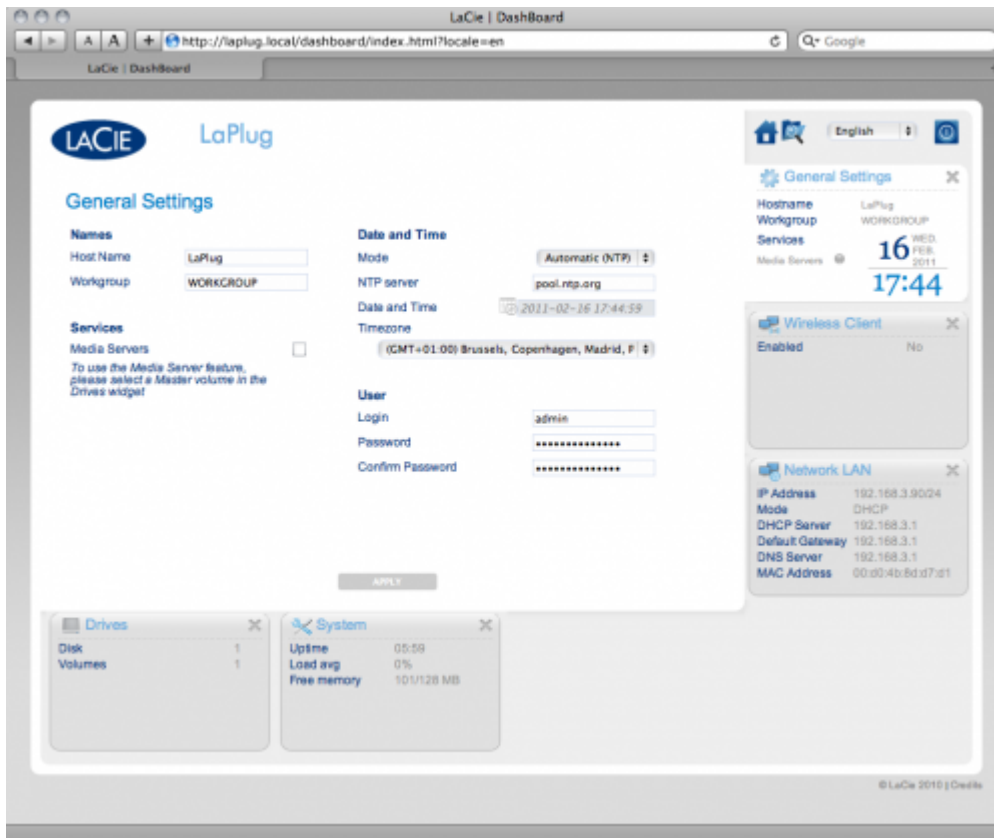 LaCie | DashBoard
A A + http://laplug.local/dashboard/index.html?locale=en Google
LaCie | DashBoard
LACIE
LaPlug
English
General Settings
Names
Host Name LaPlug
Workgroup WORKGROUP
Services
Media Servers
To use the Media Server feature,
please select a Master volume in the
Drives widget
Date and Time
Mode Automatic (NTP)
NTP server pool.ntp.org
Date and Time 2011-02-16 17:44:59
Timezone
(GMT+01:00) Brussels, Copenhagen, Madrid, P
User
Login admin
Password ••••••••••••••
Confirm Password ••••••••••••••
APPLY
General Settings
Hostname LaPlug
Workgroup WORKGROUP
Services
Media Servers
16 WED. FEB. 2011
17:44
Wireless Client
Enabled No
Network LAN
IP Address 192.168.3.90/24
Mode DHCP
DHCP Server 192.168.3.1
Default Gateway 192.168.3.1
DNS Server 192.168.3.1
MAC Address 00:d0:4b:8d:d7:d1
Drives
Disk 1
Volumes 1
System
Uptime 05:59
Load avg 0%
Free memory 101/128 MB
© LaCie 2010 | Credits